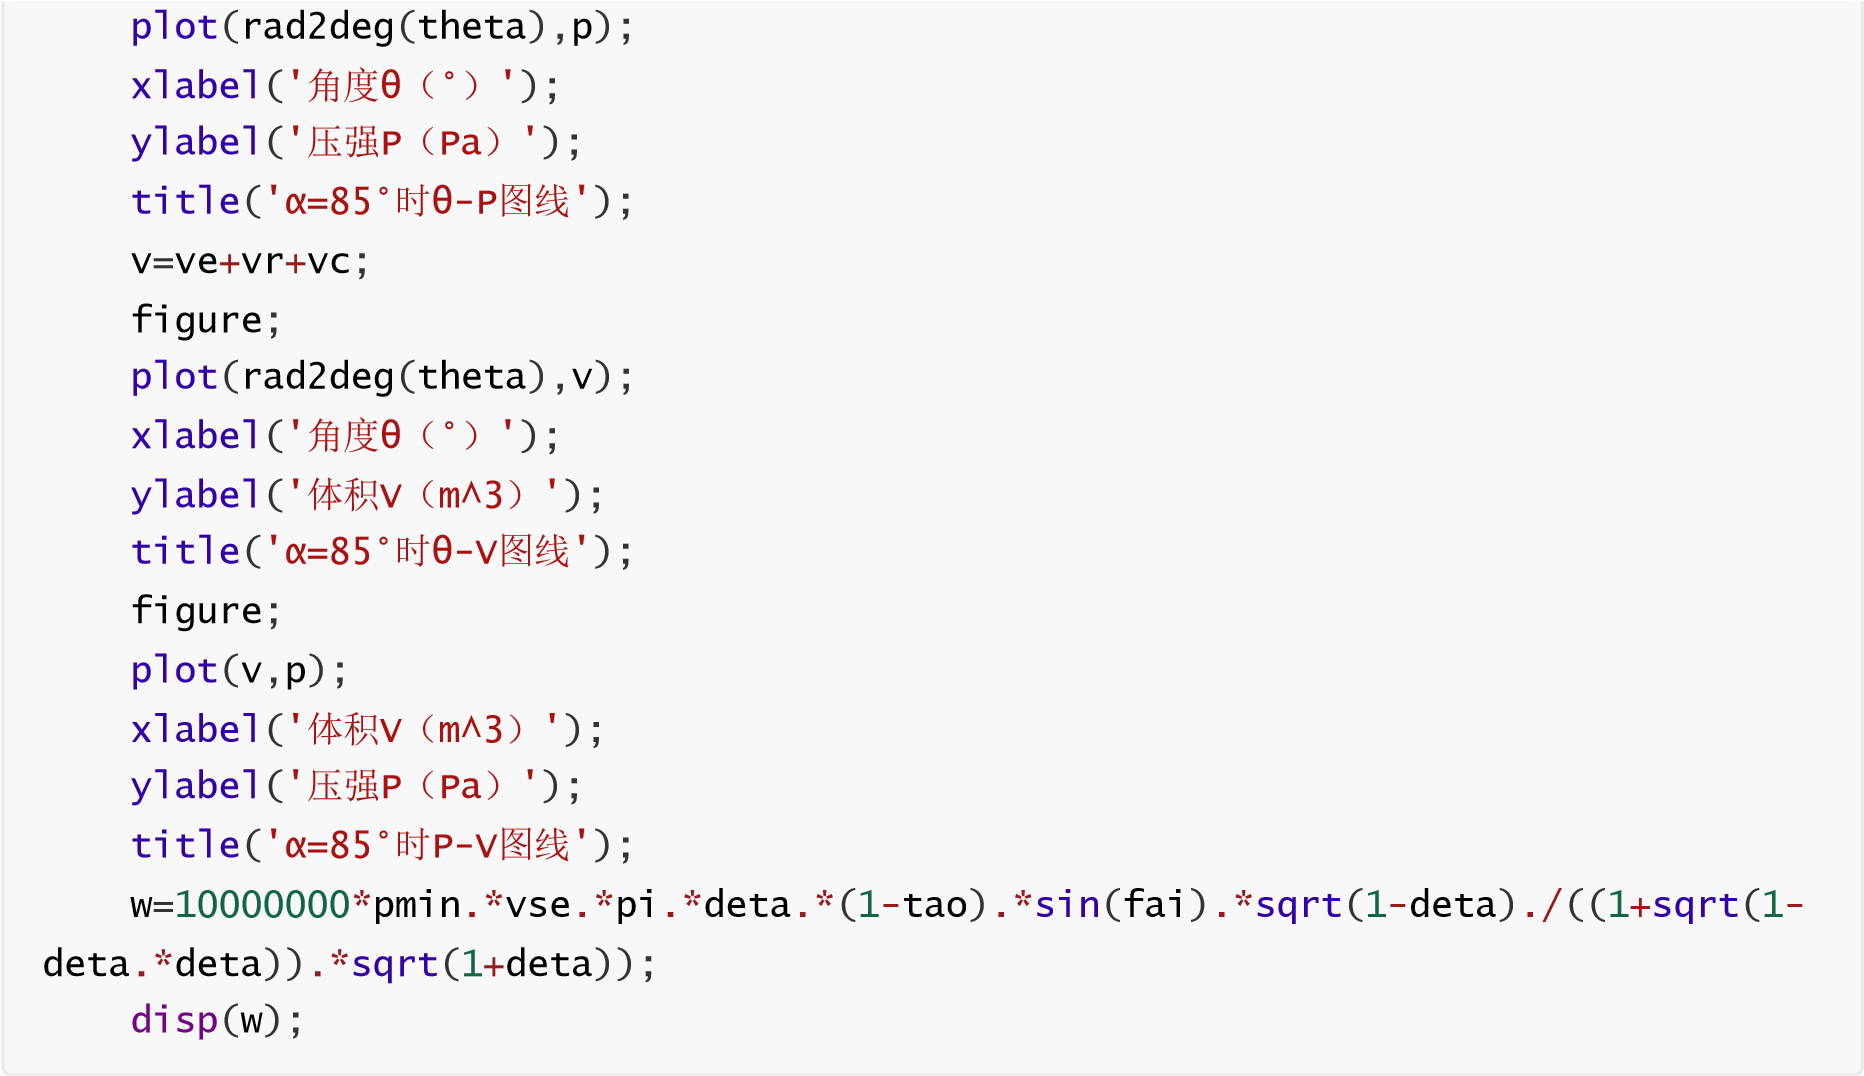 plot(rad2deg(theta),p);
xlabel('角度θ（°）');
ylabel('压强P（Pa）');
title('α=85°时θ-P图线');
v=ve+vr+vc;
figure;
plot(rad2deg(theta),v);
xlabel('角度θ（°）');
ylabel('体积V（m^3）');
title('α=85°时θ-V图线');
figure;
plot(v,p);
xlabel('体积V（m^3）');
ylabel('压强P（Pa）');
title('α=85°时P-V图线');
w=10000000*pmin.*vse.*pi.*deta.*(1-tao).*sin(fai).*sqrt(1-deta)./((1+sqrt(1-
deta.*deta)).*sqrt(1+deta));
disp(w);